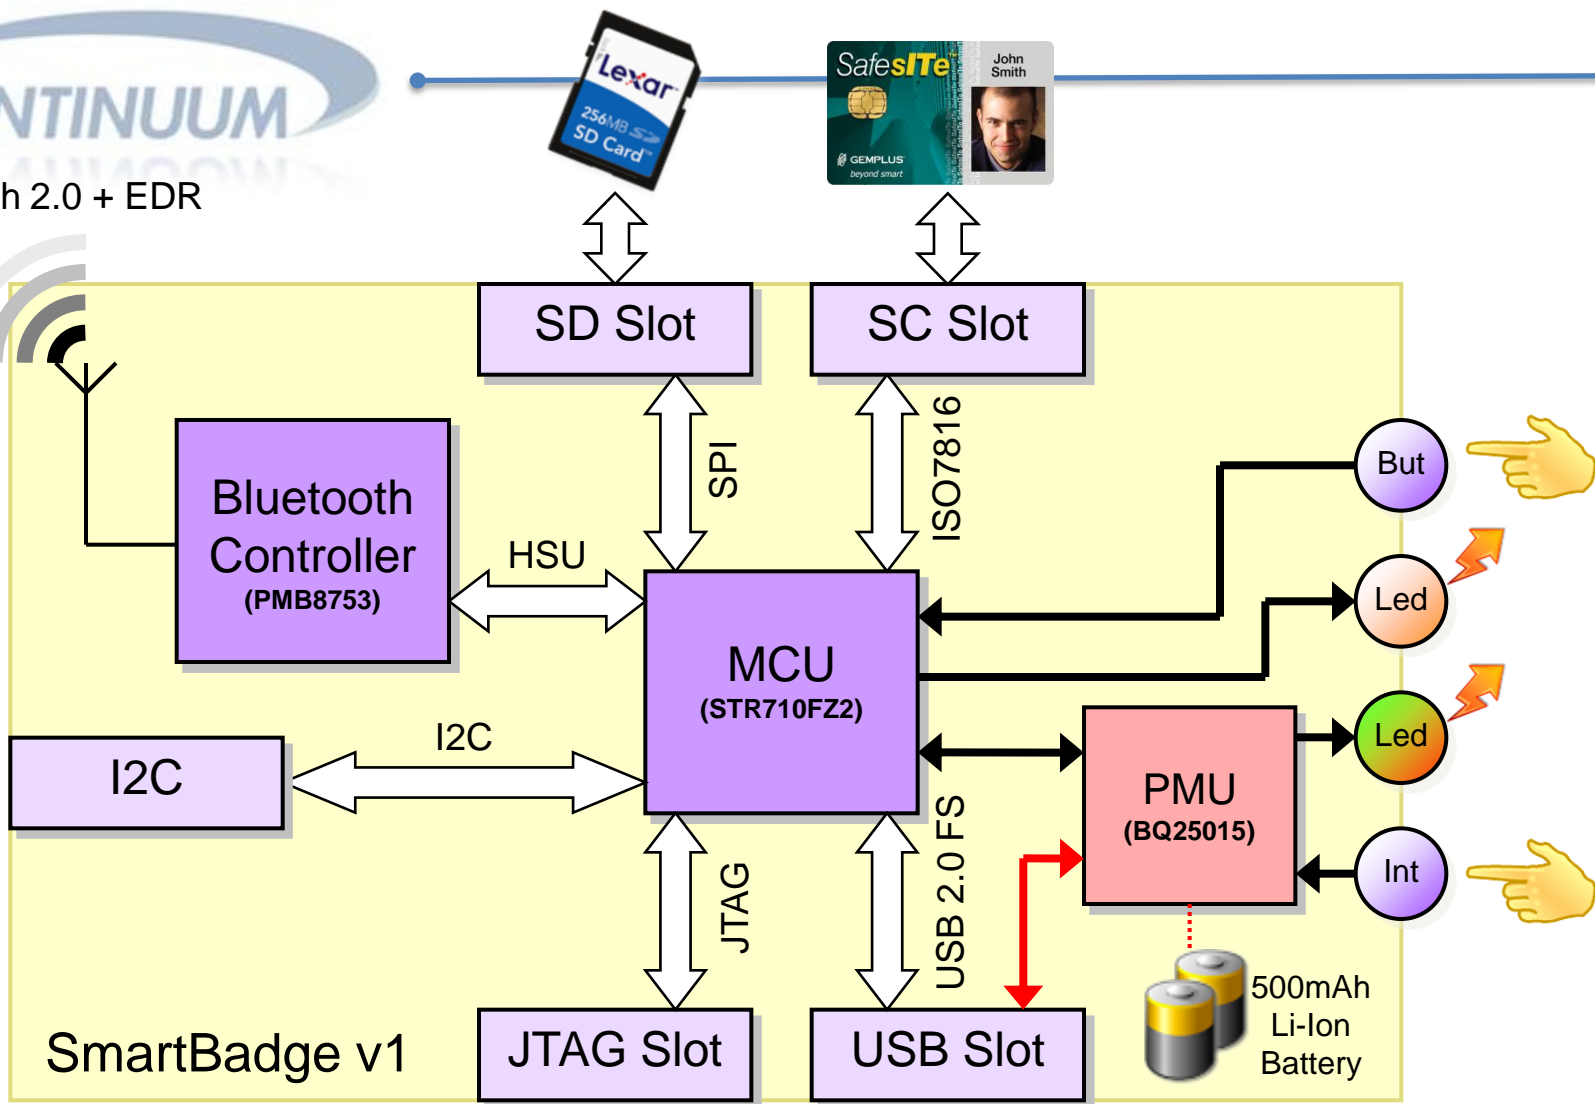 NTINUUM
h 2.0 + EDR
Lexar
256MB SD
SD Card™
SafesITe
John
Smith
GEMPLUS
beyond smart
SD Slot
SC Slot
SPI
ISO7816
Bluetooth
Controller
(PMB8753)
HSU
MCU
(STR710FZ2)
But
Led
Led
Int
I2C
I2C
PMU
(BQ25015)
JTAG
USB 2.0 FS
500mAh
Li-Ion
Battery
SmartBadge v1
JTAG Slot
USB Slot